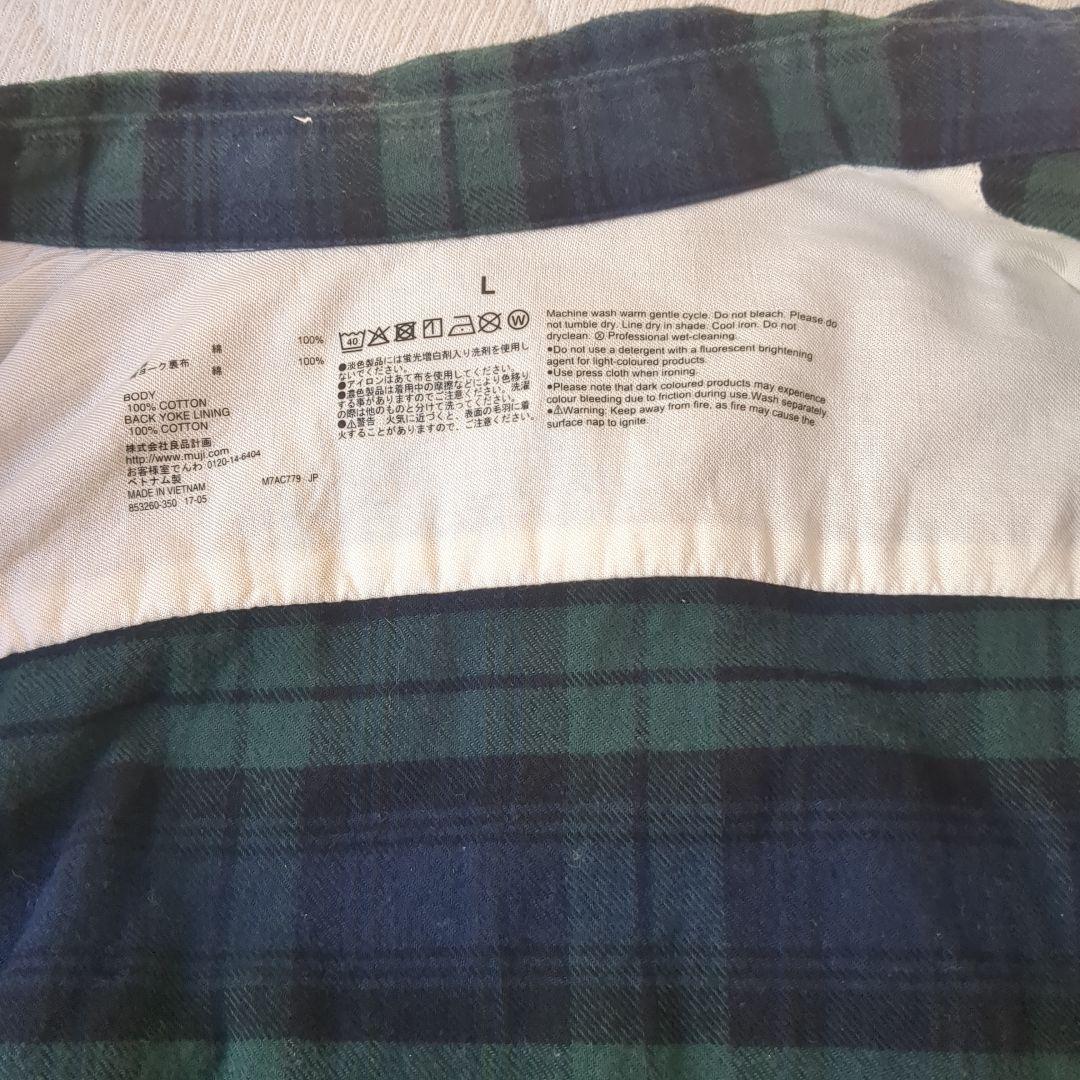 L
綿 100%
ヨーク裏布
綿 100%
BODY
100% COTTON
BACK YOKE LINING
100% COTTON
株式会社良品計画
http://www.muji.com
お客様室でんわ 0120-14-6404
ベトナム製
MADE IN VIETNAM
853260-350 17-05
M7AC779 JP
40
W
●淡色製品には蛍光増白剤入り洗剤を使用し
ないでください。
●アイロンはあて布を使用してください。
●濃色製品は着用中の摩擦などにより色移り
する事がありますのでご注意ください。洗濯
の際は他のものと分けて洗ってください。
●⚠警告 火気に近づくと、表面の毛羽に着
火することがありますので、ご注意ください。
Machine wash warm gentle cycle. Do not bleach. Please do
not tumble dry. Line dry in shade. Cool iron. Do not
dryclean. Ⓦ Professional wet-cleaning.
●Do not use a detergent with a fluorescent brightening
agent for light-coloured products.
●Use press cloth when ironing.
●Please note that dark coloured products may experience
colour bleeding due to friction during use.Wash separately.
●⚠Warning: Keep away from fire, as fire may cause the
surface nap to ignite.